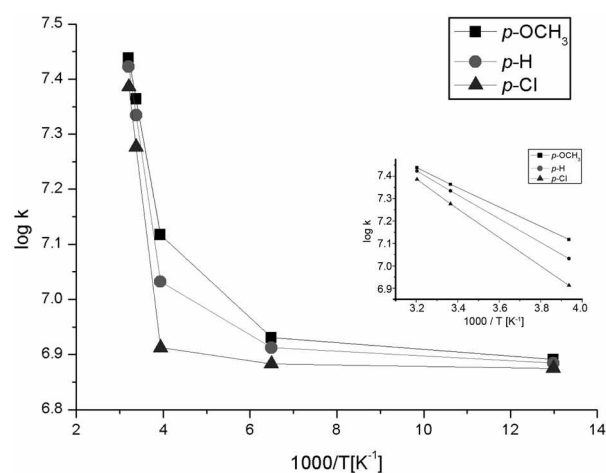 7.5
7.4
7.3
7.2
7.1
7.0
6.9
6.8
log k
2
4
6
8
10
12
14
1000/T[K⁻¹]
p-OCH₃
p-H
p-Cl
7.4
7.3
7.2
7.1
7.0
6.9
log k
3.2
3.4
3.6
3.8
4.0
1000 / T [K⁻¹]
p-OCH₃
p-H
p-Cl